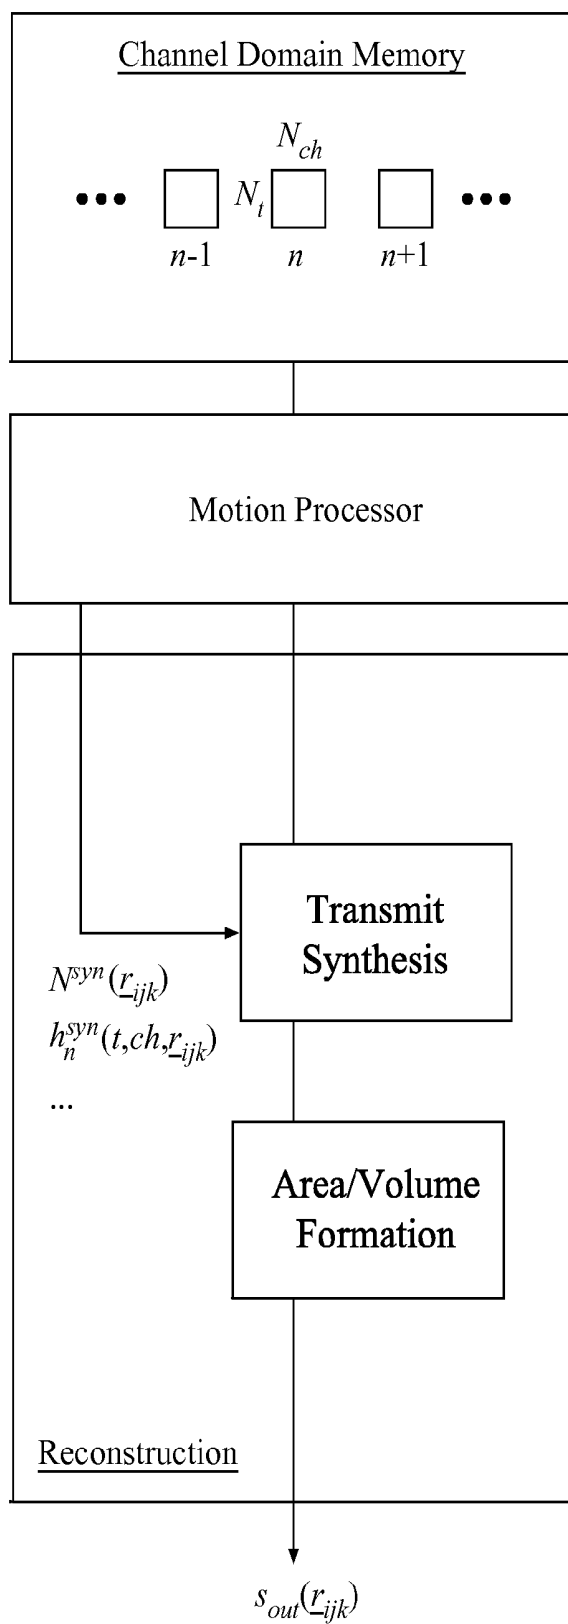 Channel Domain Memory
N_ch
••• N_t •••
n-1 n n+1
Motion Processor
Transmit
Synthesis
N^syn(r_ijk)
h_n^syn(t,ch,r_ijk)
...
Area/Volume
Formation
Reconstruction
s_out(r_ijk)